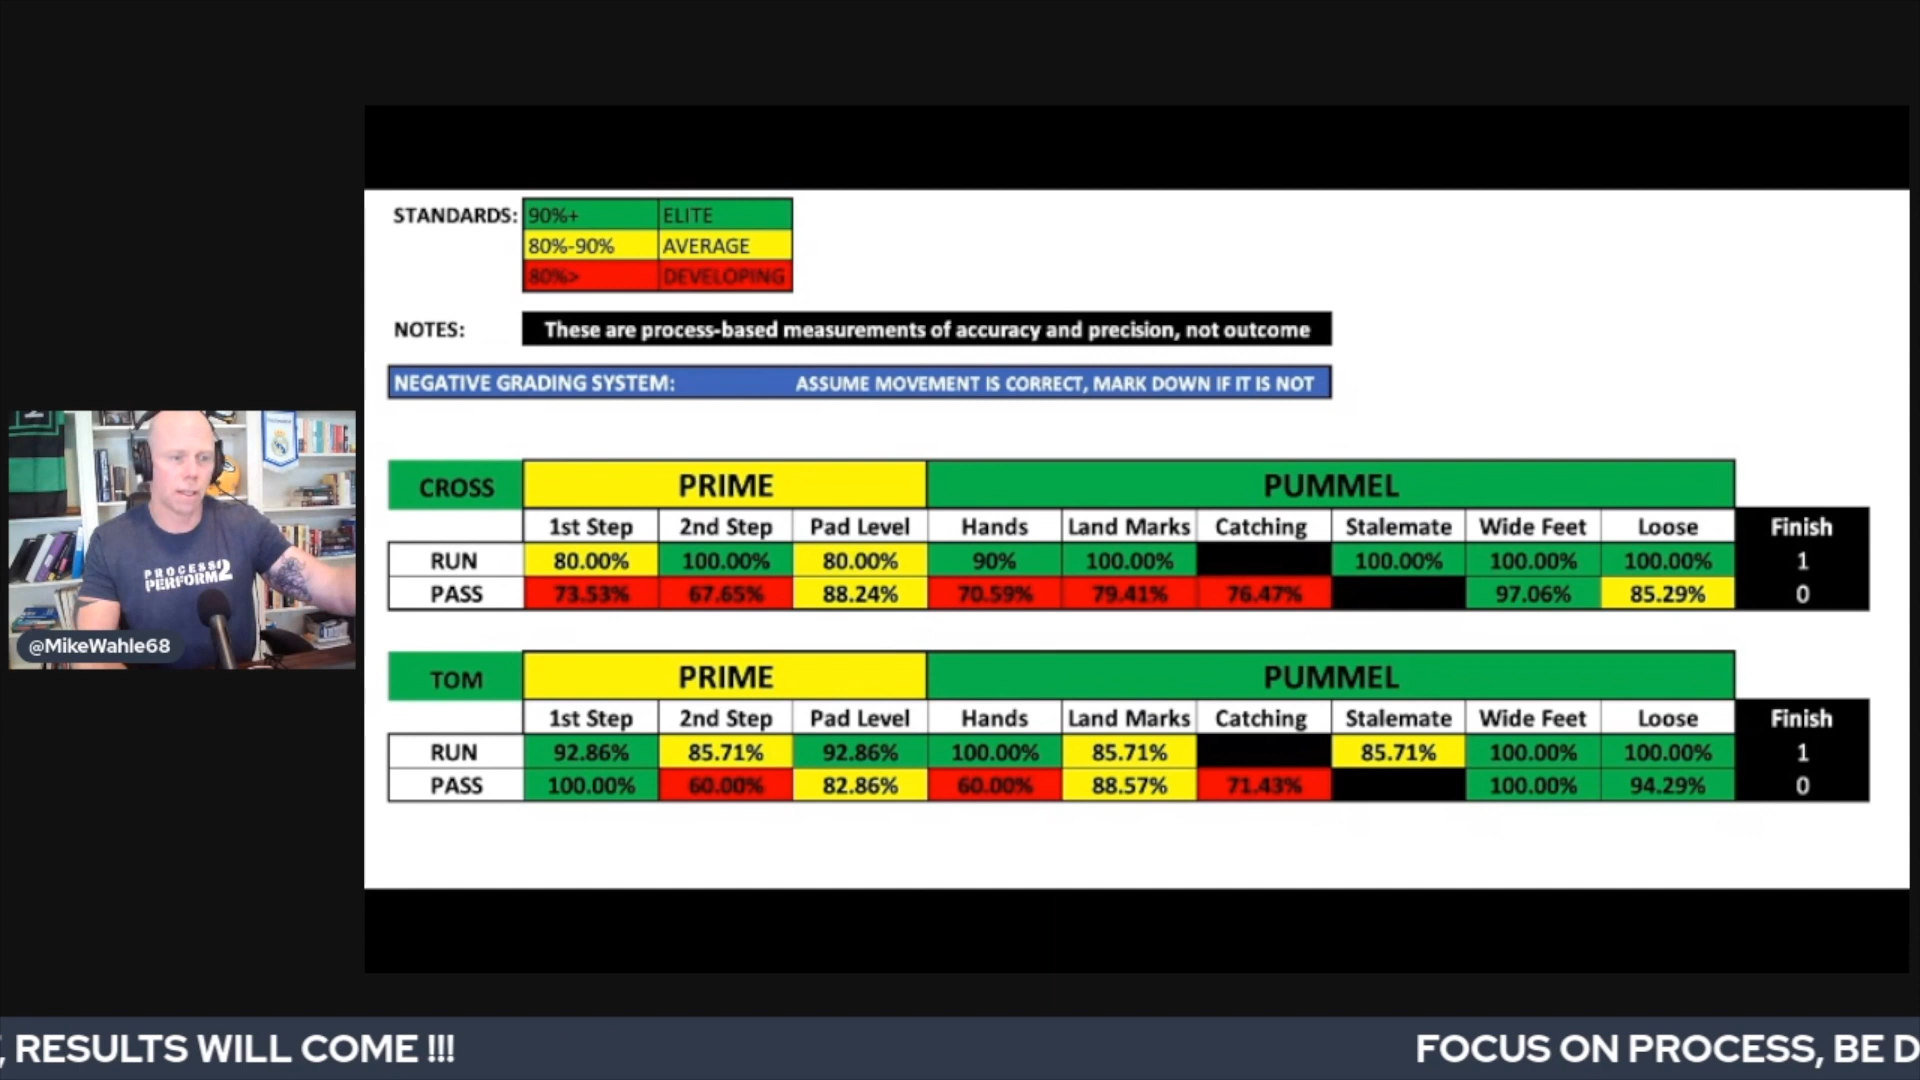 STANDARDS: 90%+ ELITE
80%-90% AVERAGE
80%> DEVELOPING
NOTES: These are process-based measurements of accuracy and precision, not outcome
NEGATIVE GRADING SYSTEM: ASSUME MOVEMENT IS CORRECT, MARK DOWN IF IT IS NOT
CROSS PRIME PUMMEL
1st Step 2nd Step Pad Level Hands Land Marks Catching Stalemate Wide Feet Loose Finish
RUN 80.00% 100.00% 80.00% 90% 100.00% 100.00% 100.00% 100.00% 1
PASS 73.53% 67.65% 88.24% 70.59% 79.41% 76.47% 97.06% 85.29% 0
TOM PRIME PUMMEL
1st Step 2nd Step Pad Level Hands Land Marks Catching Stalemate Wide Feet Loose Finish
RUN 92.86% 85.71% 92.86% 100.00% 85.71% 85.71% 100.00% 100.00% 1
PASS 100.00% 60.00% 82.86% 60.00% 88.57% 71.43% 100.00% 94.29% 0
PROCESS2
PERFORM
@MikeWahle68
, RESULTS WILL COME !!! FOCUS ON PROCESS, BE D